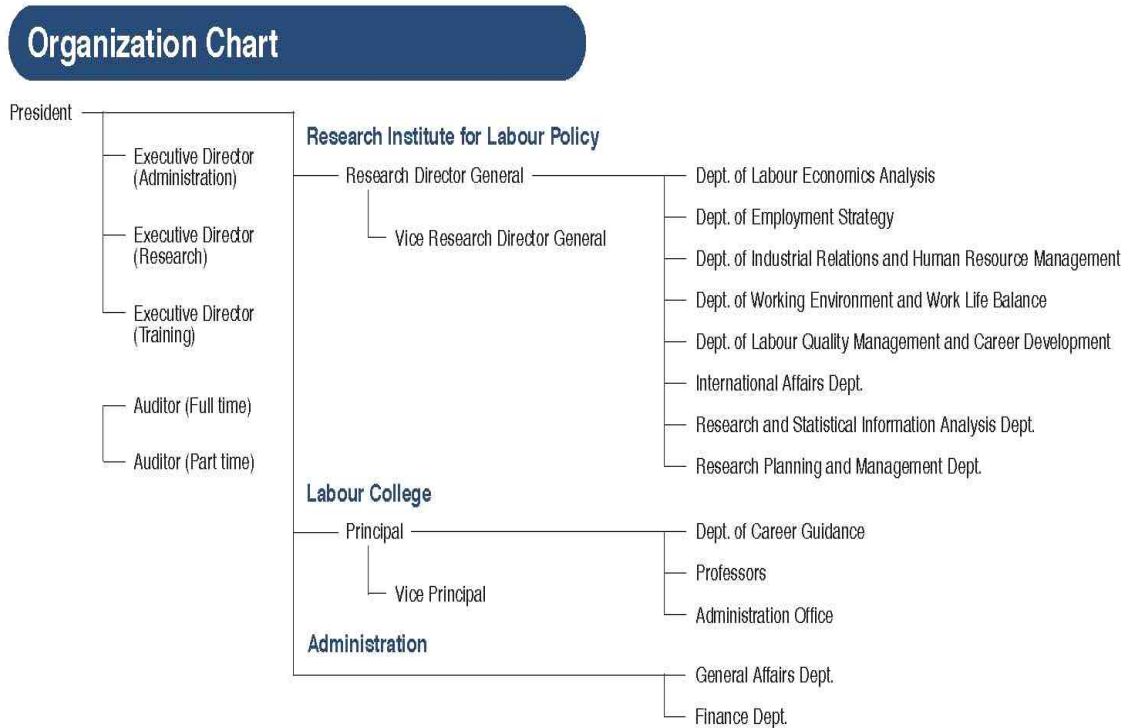 Organization Chart
President
Executive Director
(Administration)
Executive Director
(Research)
Executive Director
(Training)
Auditor (Full time)
Auditor (Part time)
Research Institute for Labour Policy
Research Director General
Vice Research Director General
Dept. of Labour Economics Analysis
Dept. of Employment Strategy
Dept. of Industrial Relations and Human Resource Management
Dept. of Working Environment and Work Life Balance
Dept. of Labour Quality Management and Career Development
International Affairs Dept.
Research and Statistical Information Analysis Dept.
Research Planning and Management Dept.
Labour College
Principal
Vice Principal
Dept. of Career Guidance
Professors
Administration Office
Administration
General Affairs Dept.
Finance Dept.